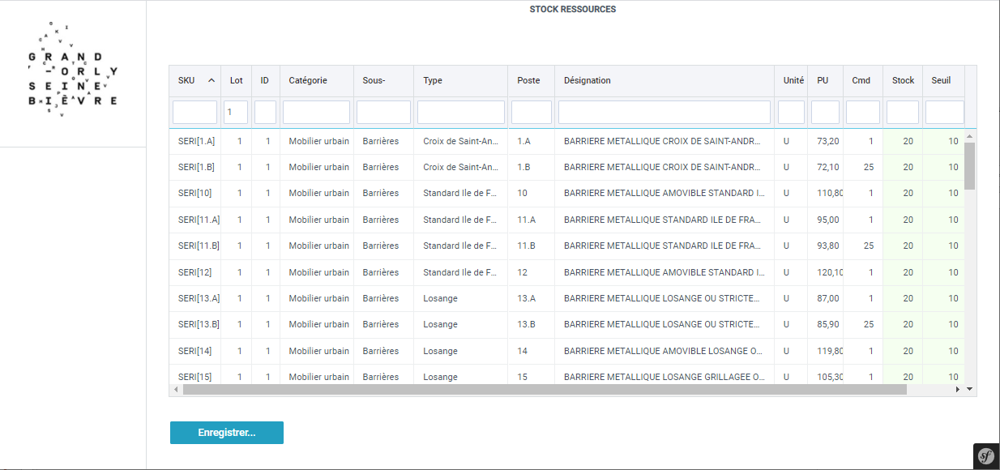 STOCK RESSOURCES
GRAND
-ORLY
SEINE
BIÈVRE
SKU Lot ID Catégorie Sous- Type Poste Désignation Unité PU Cmd Stock Seuil
1
SERI[1.A] 1 1 Mobilier urbain Barrières Croix de Saint-An... 1.A BARRIERE METALLIQUE CROIX DE SAINT-ANDR... U 73,20 1 20 10
SERI[1.B] 1 1 Mobilier urbain Barrières Croix de Saint-An... 1.B BARRIERE METALLIQUE CROIX DE SAINT-ANDR... U 72,10 25 20 10
SERI[10] 1 1 Mobilier urbain Barrières Standard Ile de F... 10 BARRIERE METALLIQUE AMOVIBLE STANDARD I... U 110,80 1 20 10
SERI[11.A] 1 1 Mobilier urbain Barrières Standard Ile de F... 11.A BARRIERE METALLIQUE STANDARD ILE DE FRA... U 95,00 1 20 10
SERI[11.B] 1 1 Mobilier urbain Barrières Standard Ile de F... 11.B BARRIERE METALLIQUE STANDARD ILE DE FRA... U 93,80 25 20 10
SERI[12] 1 1 Mobilier urbain Barrières Standard Ile de F... 12 BARRIERE METALLIQUE AMOVIBLE STANDARD I... U 120,10 1 20 10
SERI[13.A] 1 1 Mobilier urbain Barrières Losange 13.A BARRIERE METALLIQUE LOSANGE OU STRICTE... U 87,00 1 20 10
SERI[13.B] 1 1 Mobilier urbain Barrières Losange 13.B BARRIERE METALLIQUE LOSANGE OU STRICTE... U 85,90 25 20 10
SERI[14] 1 1 Mobilier urbain Barrières Losange 14 BARRIERE METALLIQUE AMOVIBLE LOSANGE O... U 119,80 1 20 10
SERI[15] 1 1 Mobilier urbain Barrières Losange 15 BARRIERE METALLIQUE LOSANGE GRILLAGEE O... U 105,30 1 20 10
Enregistrer...
sf